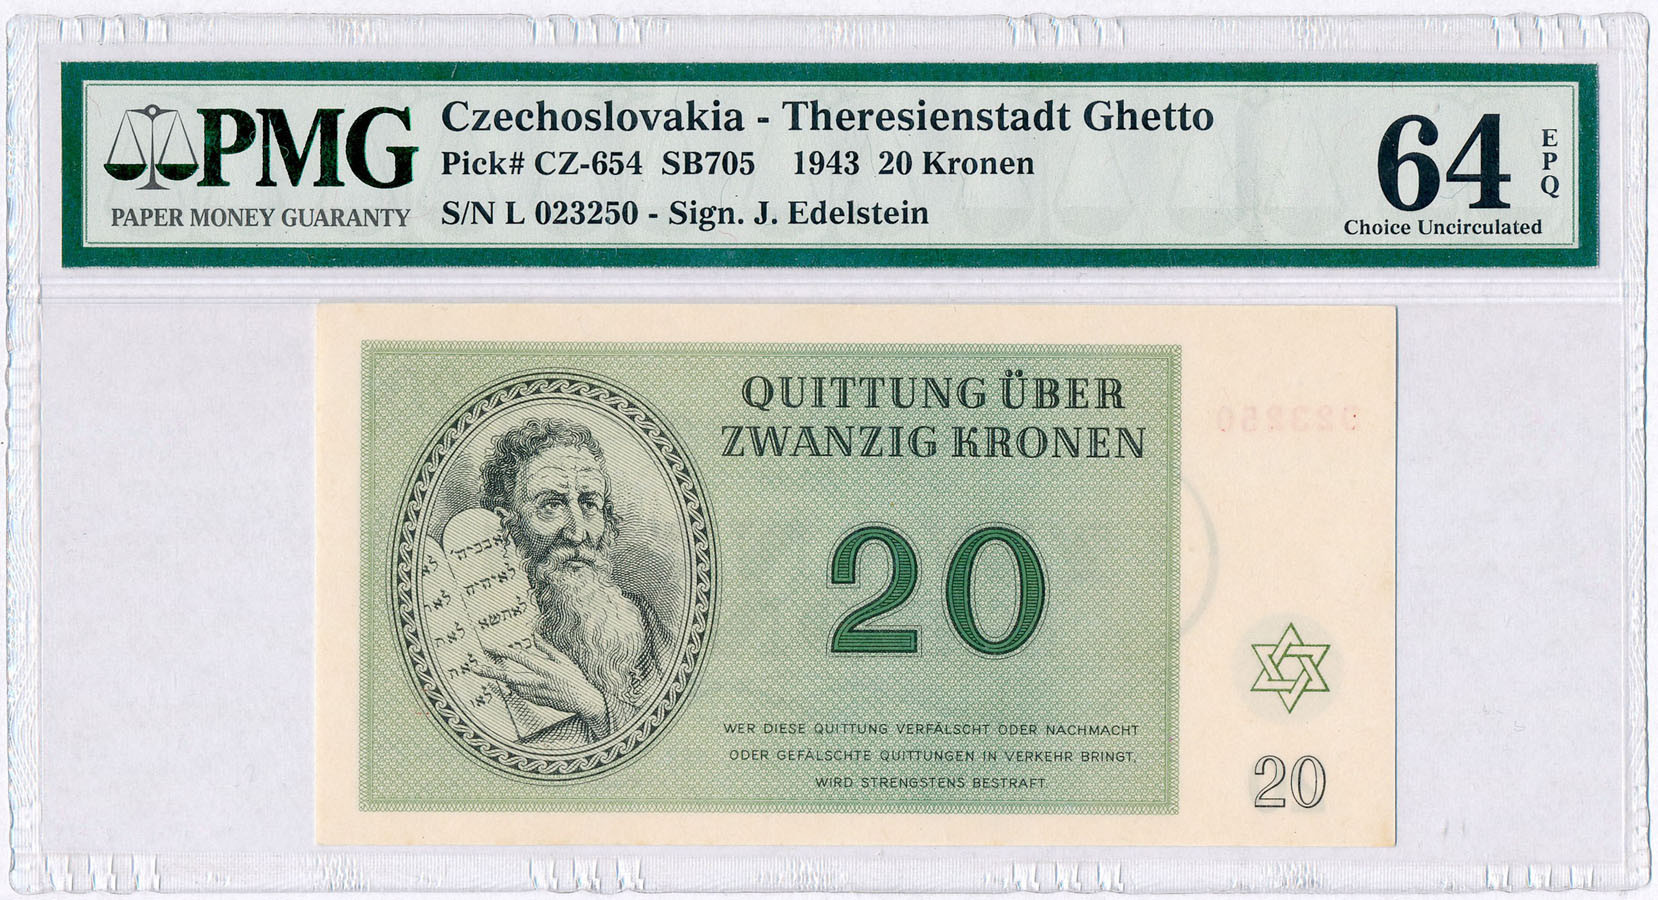 PMG
PAPER MONEY GUARANTY
Czechoslovakia - Theresienstadt Ghetto
Pick# CZ-654 SB705 1943 20 Kronen
S/N L 023250 - Sign. J. Edelstein
64
EPQ
Choice Uncirculated
QUITTUNG ÜBER
ZWANZIG KRONEN
023250
20
WER DIESE QUITTUNG VERFÄLSCHT ODER NACHMACHT
ODER GEFÄLSCHTE QUITTUNGEN IN VERKEHR BRINGT,
WIRD STRENGSTENS BESTRAFT.
20